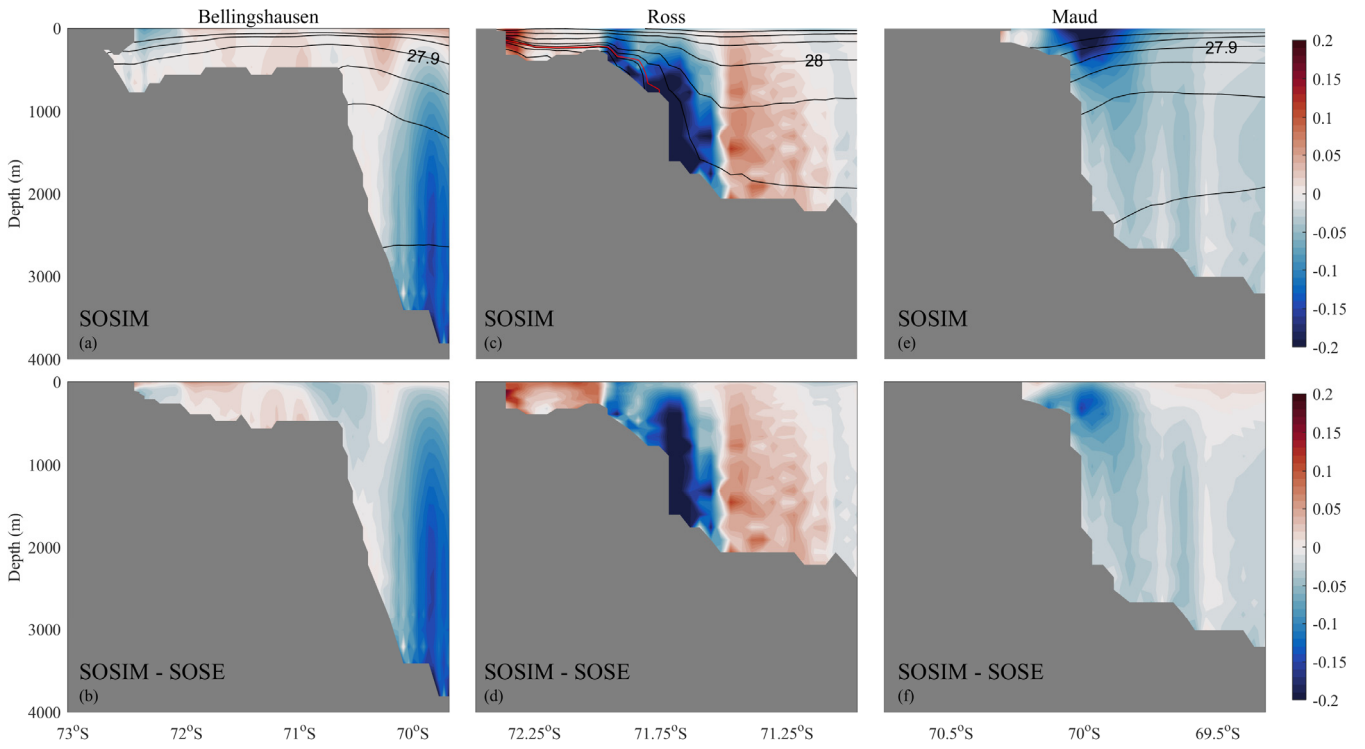 Bellingshausen
Ross
Maud
0
1000
2000
3000
4000
Depth (m)
27.9
SOSIM
(a)
28
SOSIM
(c)
27.9
SOSIM
(e)
0.2
0.15
0.1
0.05
0
-0.05
-0.1
-0.15
-0.2
0
1000
2000
3000
4000
Depth (m)
SOSIM - SOSE
(b)
SOSIM - SOSE
(d)
SOSIM - SOSE
(f)
0.2
0.15
0.1
0.05
0
-0.05
-0.1
-0.15
-0.2
73°S 72°S 71°S 70°S
72.25°S 71.75°S 71.25°S
70.5°S 70°S 69.5°S